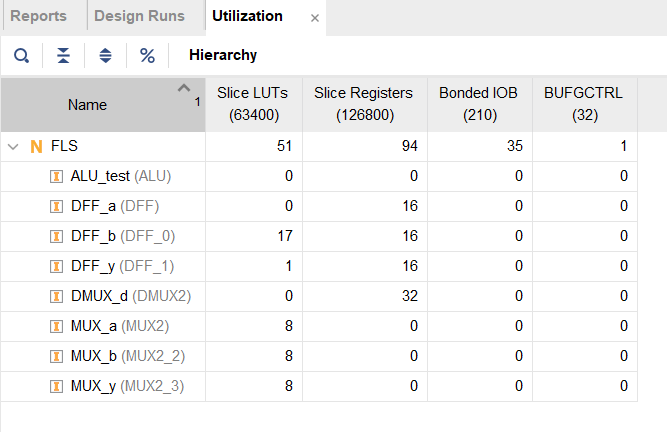 Reports Design Runs Utilization ×
% Hierarchy
Name 1 Slice LUTs (63400) Slice Registers (126800) Bonded IOB (210) BUFGCTRL (32)
N FLS 51 94 35 1
I ALU_test (ALU) 0 0 0 0
I DFF_a (DFF) 0 16 0 0
I DFF_b (DFF_0) 17 16 0 0
I DFF_y (DFF_1) 1 16 0 0
I DMUX_d (DMUX2) 0 32 0 0
I MUX_a (MUX2) 8 0 0 0
I MUX_b (MUX2_2) 8 0 0 0
I MUX_y (MUX2_3) 8 0 0 0